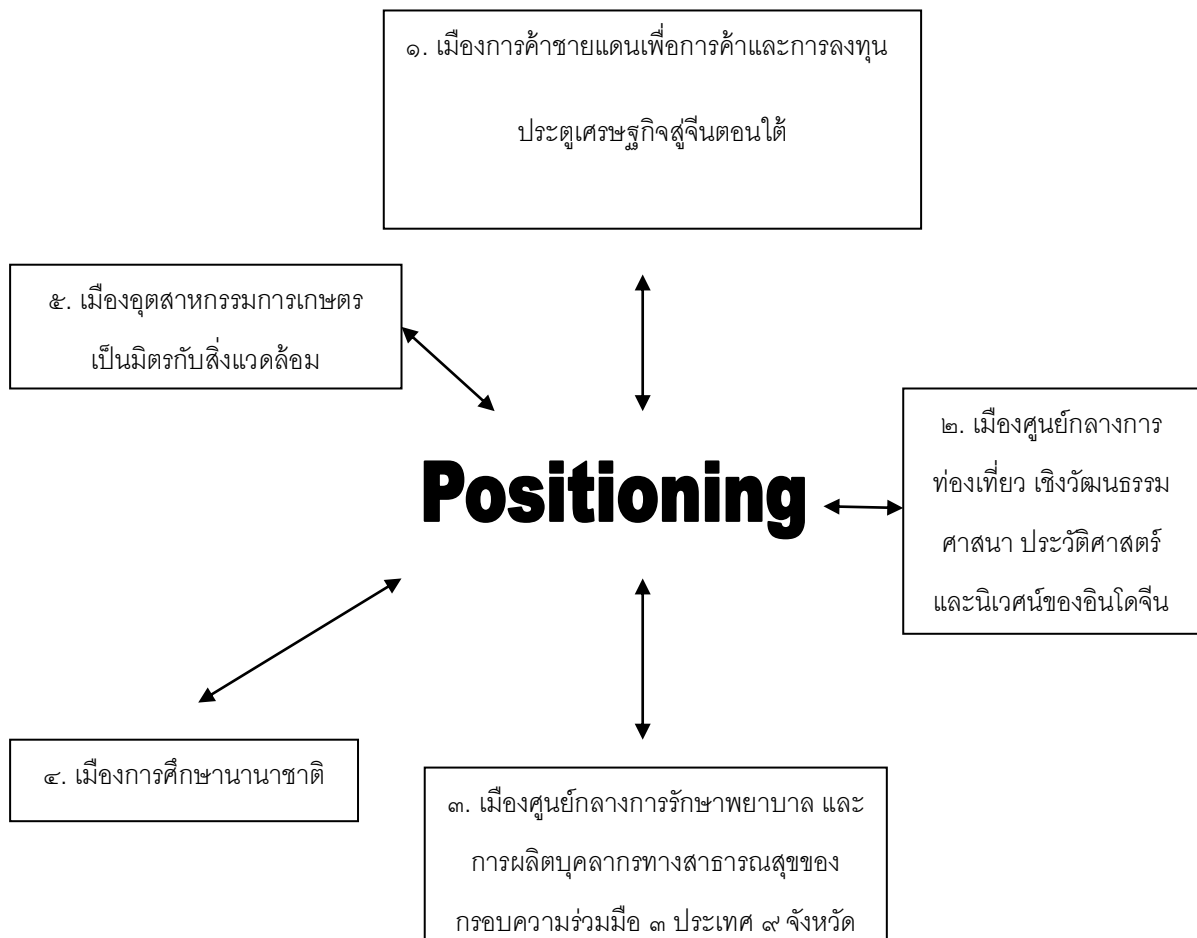 ๑. เมืองการค้าชายแดนเพื่อการค้าและการลงทุน
ประตูเศรษฐกิจสู่จีนตอนใต้
๕. เมืองอุตสาหกรรมการเกษตร
เป็นมิตรกับสิ่งแวดล้อม
๒. เมืองศูนย์กลางการ
ท่องเที่ยว เชิงวัฒนธรรม
ศาสนา ประวัติศาสตร์
และนิเวศน์ของอินโดจีน
Positioning
๔. เมืองการศึกษานานาชาติ
๓. เมืองศูนย์กลางการรักษาพยาบาล และ
การผลิตบุคลากรทางสาธารณสุขของ
กรอบความร่วมมือ ๓ ประเทศ ๙ จังหวัด